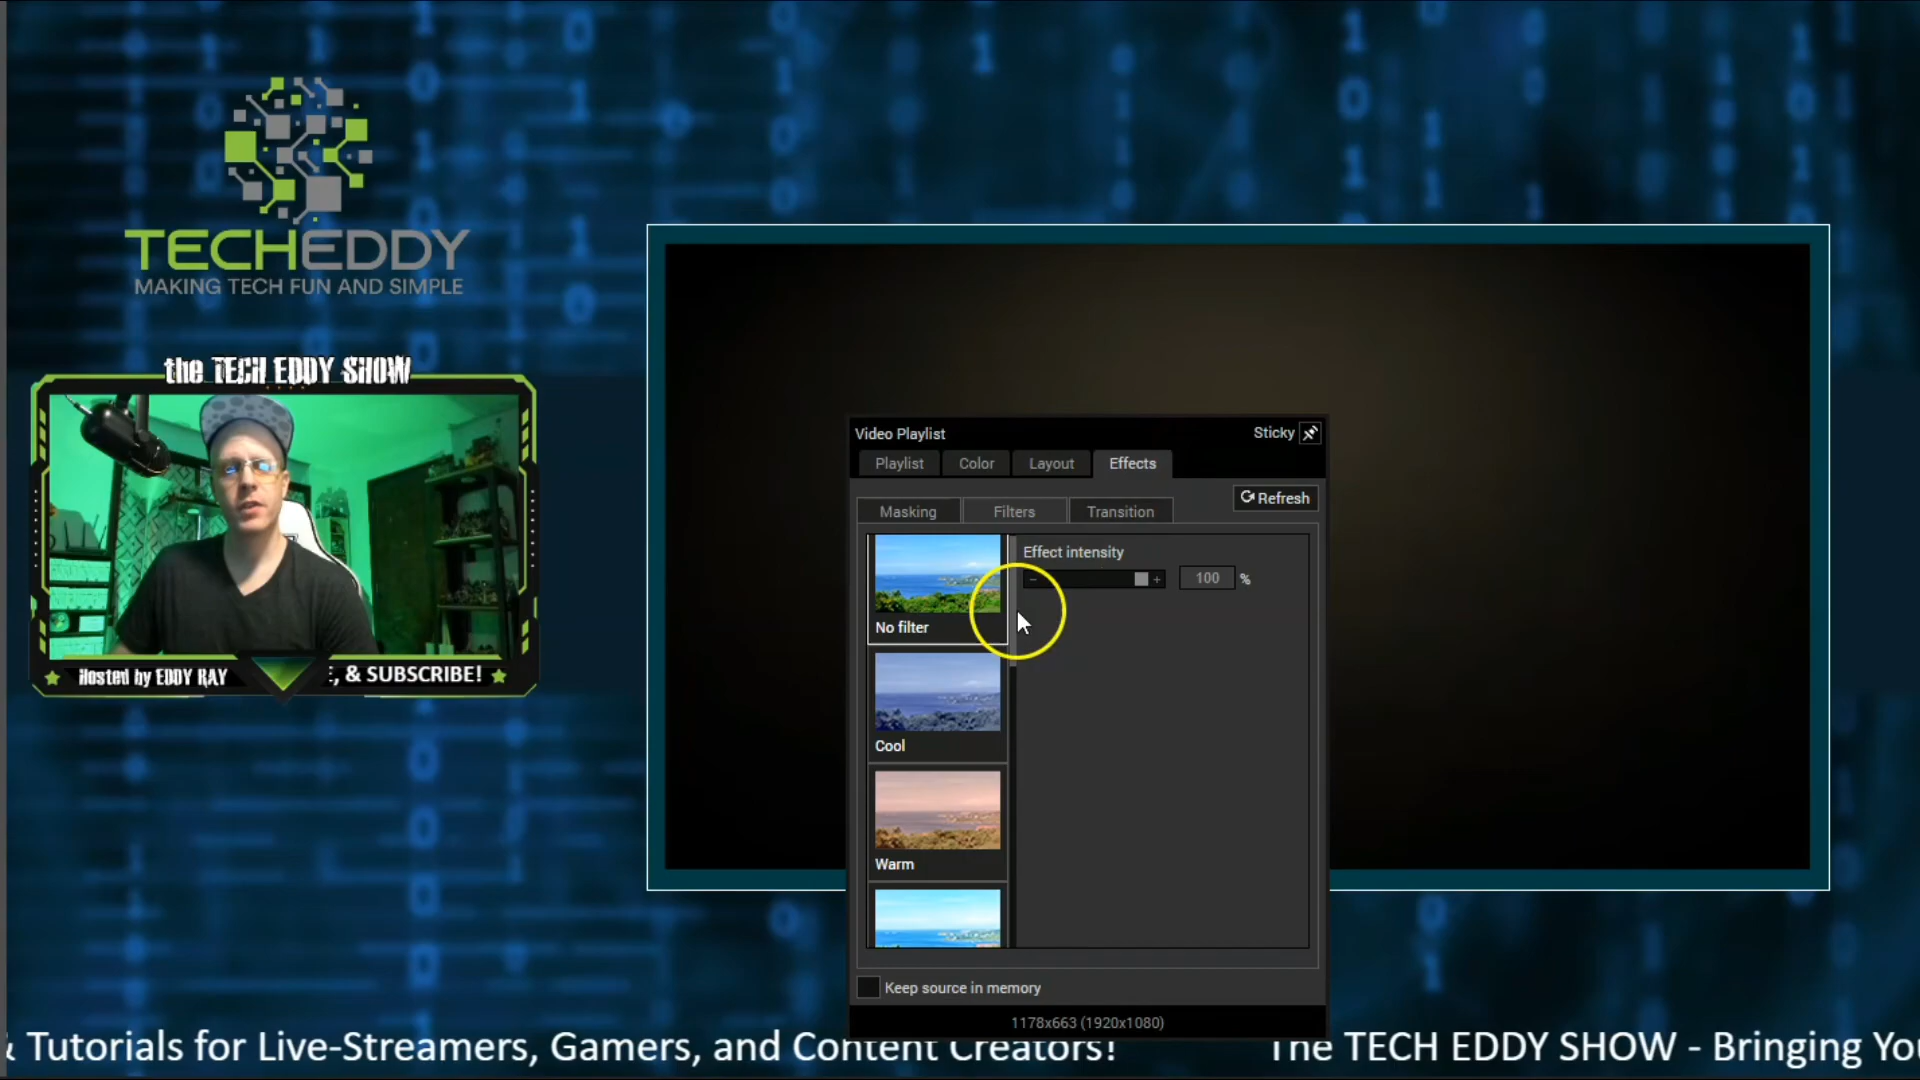 TECHEDDY
MAKING TECH FUN AND SIMPLE
the TECH EDDY SHOW
Hosted by EDDY RAY
E, & SUBSCRIBE!
Video Playlist
Sticky
Playlist
Color
Layout
Effects
Refresh
Masking
Filters
Transition
No filter
Effect intensity
100 %
Cool
Warm
Keep source in memory
1178x663 (1920x1080)
& Tutorials for Live-Streamers, Gamers, and Content Creators!
The TECH EDDY SHOW - Bringing You